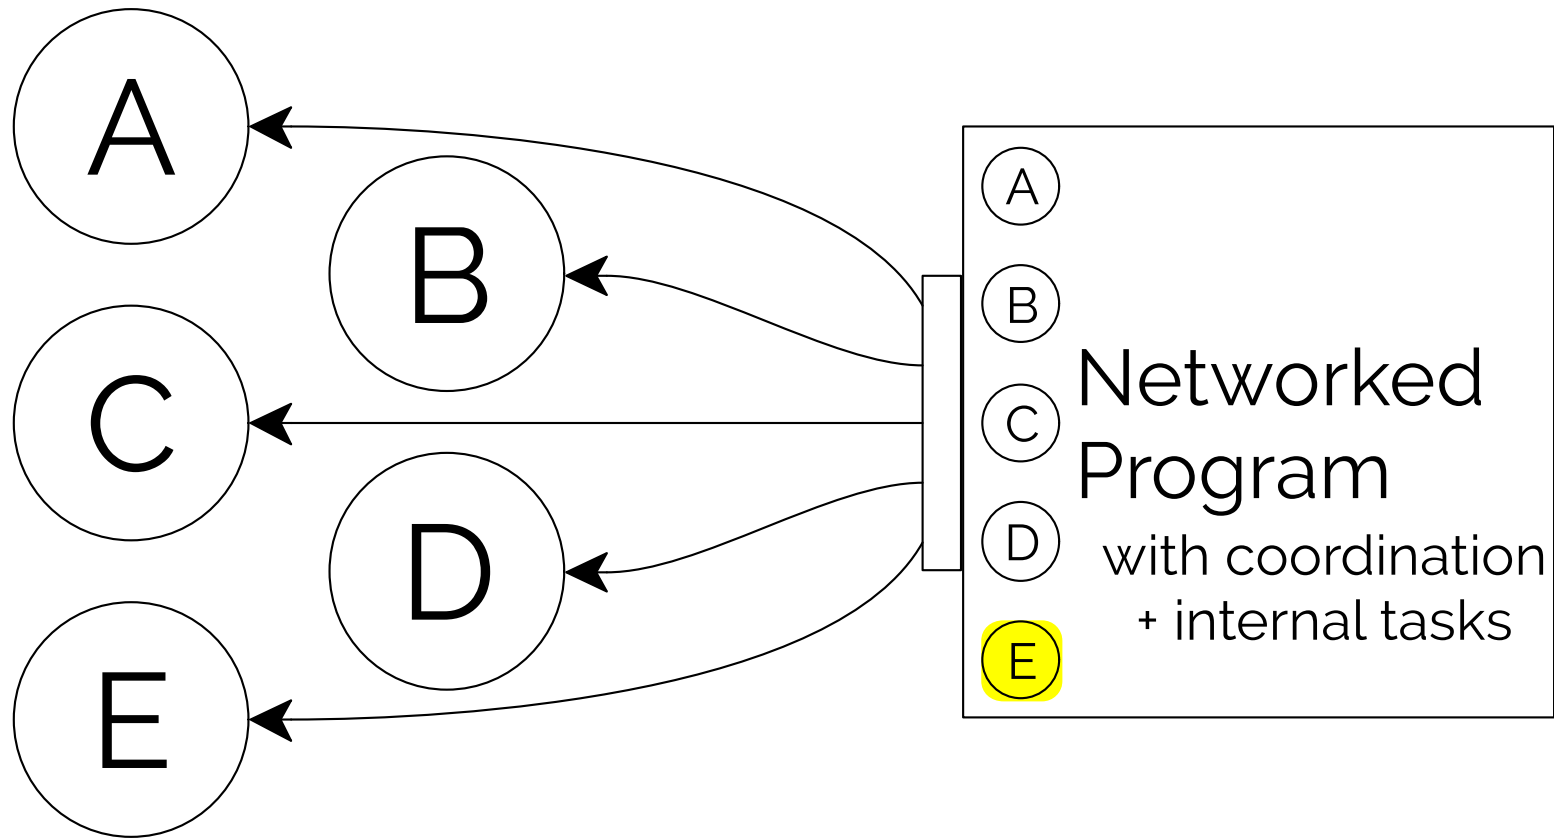 A
B
C
D
E
A
B
C
D
E
Networked
Program
with coordination
+ internal tasks